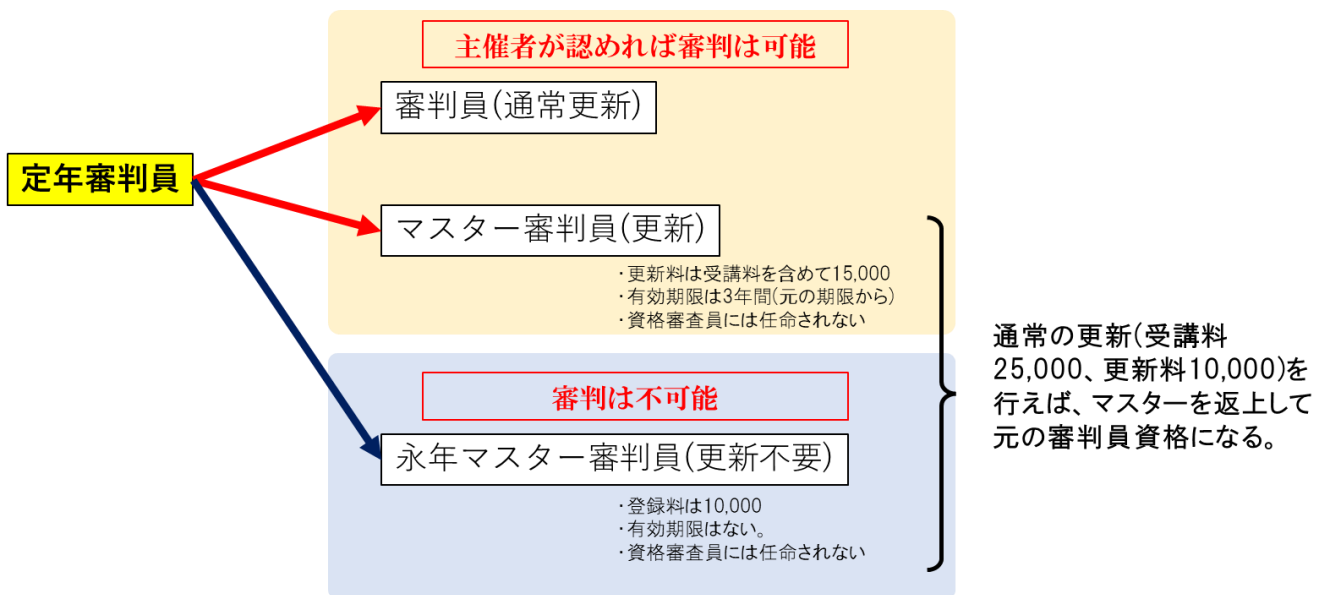 主催者が認めれば審判は可能
審判員(通常更新)
定年審判員
マスター審判員(更新)
・更新料は受講料を含めて15,000
・有効期限は3年間(元の期限から)
・資格審査員には任命されない
審判は不可能
永年マスター審判員(更新不要)
・登録料は10,000
・有効期限はない。
・資格審査員には任命されない
通常の更新(受講料
25,000、更新料10,000)を
行えば、マスターを返上して
元の審判員資格になる。